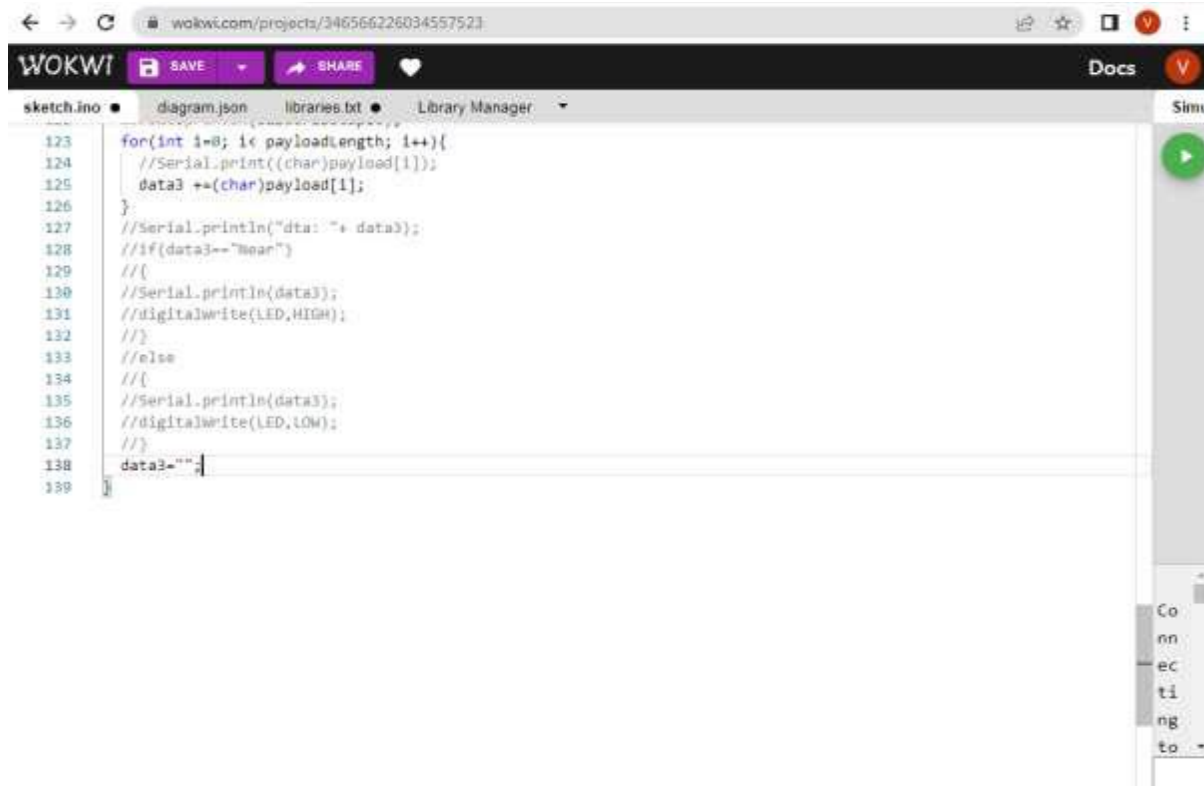 wokwi.com/projects/346566226034557523
V
WOKWI SAVE SHARE Docs V
sketch.ino diagram.json libraries.txt Library Manager Simu
123 for(int i=0; i< payloadLength; i++){
124 //Serial.print((char)payload[i]);
125 data3 +=(char)payload[i];
126 }
127 //Serial.println("dta: "+ data3);
128 //if(data3=="Near")
129 //{
130 //Serial.println(data3);
131 //digitalWrite(LED,HIGH);
132 //}
133 //else
134 //{
135 //Serial.println(data3);
136 //digitalWrite(LED,LOW);
137 //}
138 data3="";
139 }
Co
nn
ec
ti
ng
to